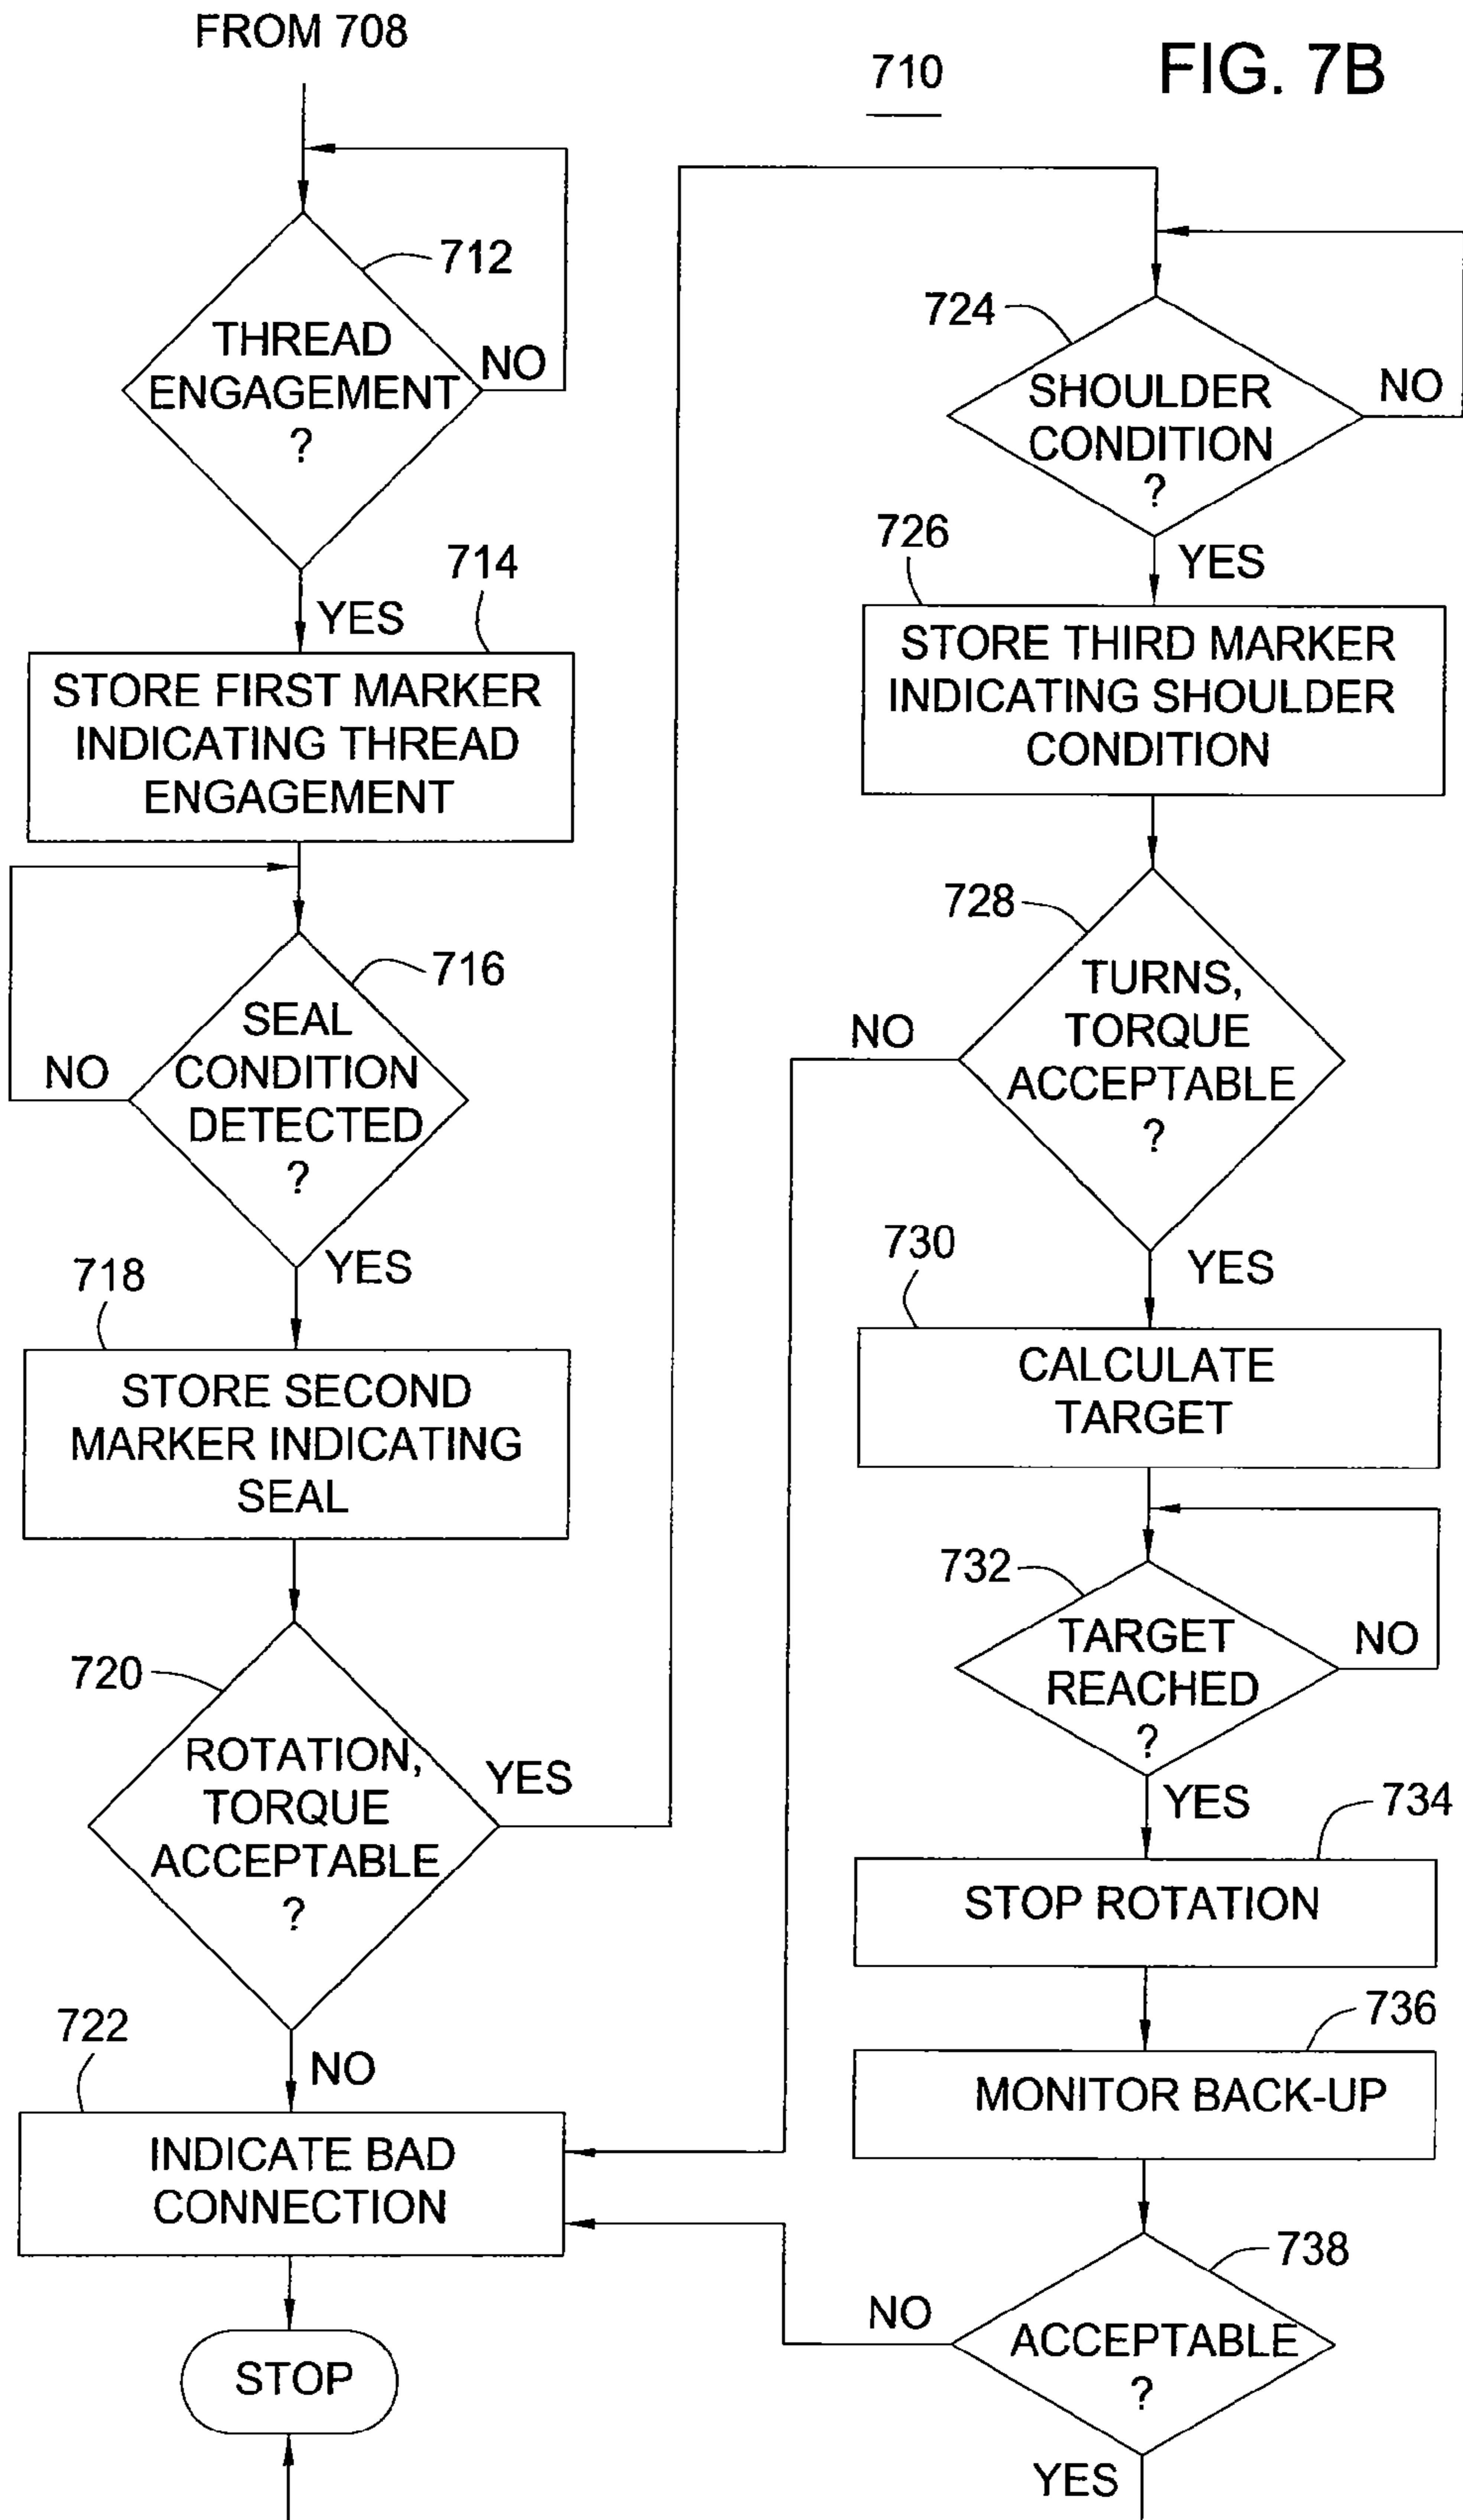 FROM 708
710
FIG. 7B
712
THREAD
ENGAGEMENT
?
NO
YES
714
STORE FIRST MARKER
INDICATING THREAD
ENGAGEMENT
716
SEAL
CONDITION
DETECTED
?
NO
YES
718
STORE SECOND
MARKER INDICATING
SEAL
720
ROTATION,
TORQUE
ACCEPTABLE
?
YES
NO
722
INDICATE BAD
CONNECTION
STOP
724
SHOULDER
CONDITION
?
NO
YES
726
STORE THIRD MARKER
INDICATING SHOULDER
CONDITION
728
TURNS,
TORQUE
ACCEPTABLE
?
NO
YES
730
CALCULATE
TARGET
732
TARGET
REACHED
?
NO
YES
734
STOP ROTATION
736
MONITOR BACK-UP
738
ACCEPTABLE
?
NO
YES